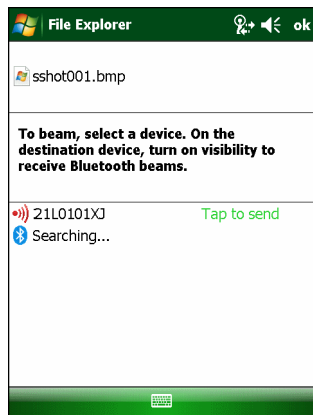 File Explorer ok
sshot001.bmp
To beam, select a device. On the
destination device, turn on visibility to
receive Bluetooth beams.
21L0101XJ Tap to send
Searching...